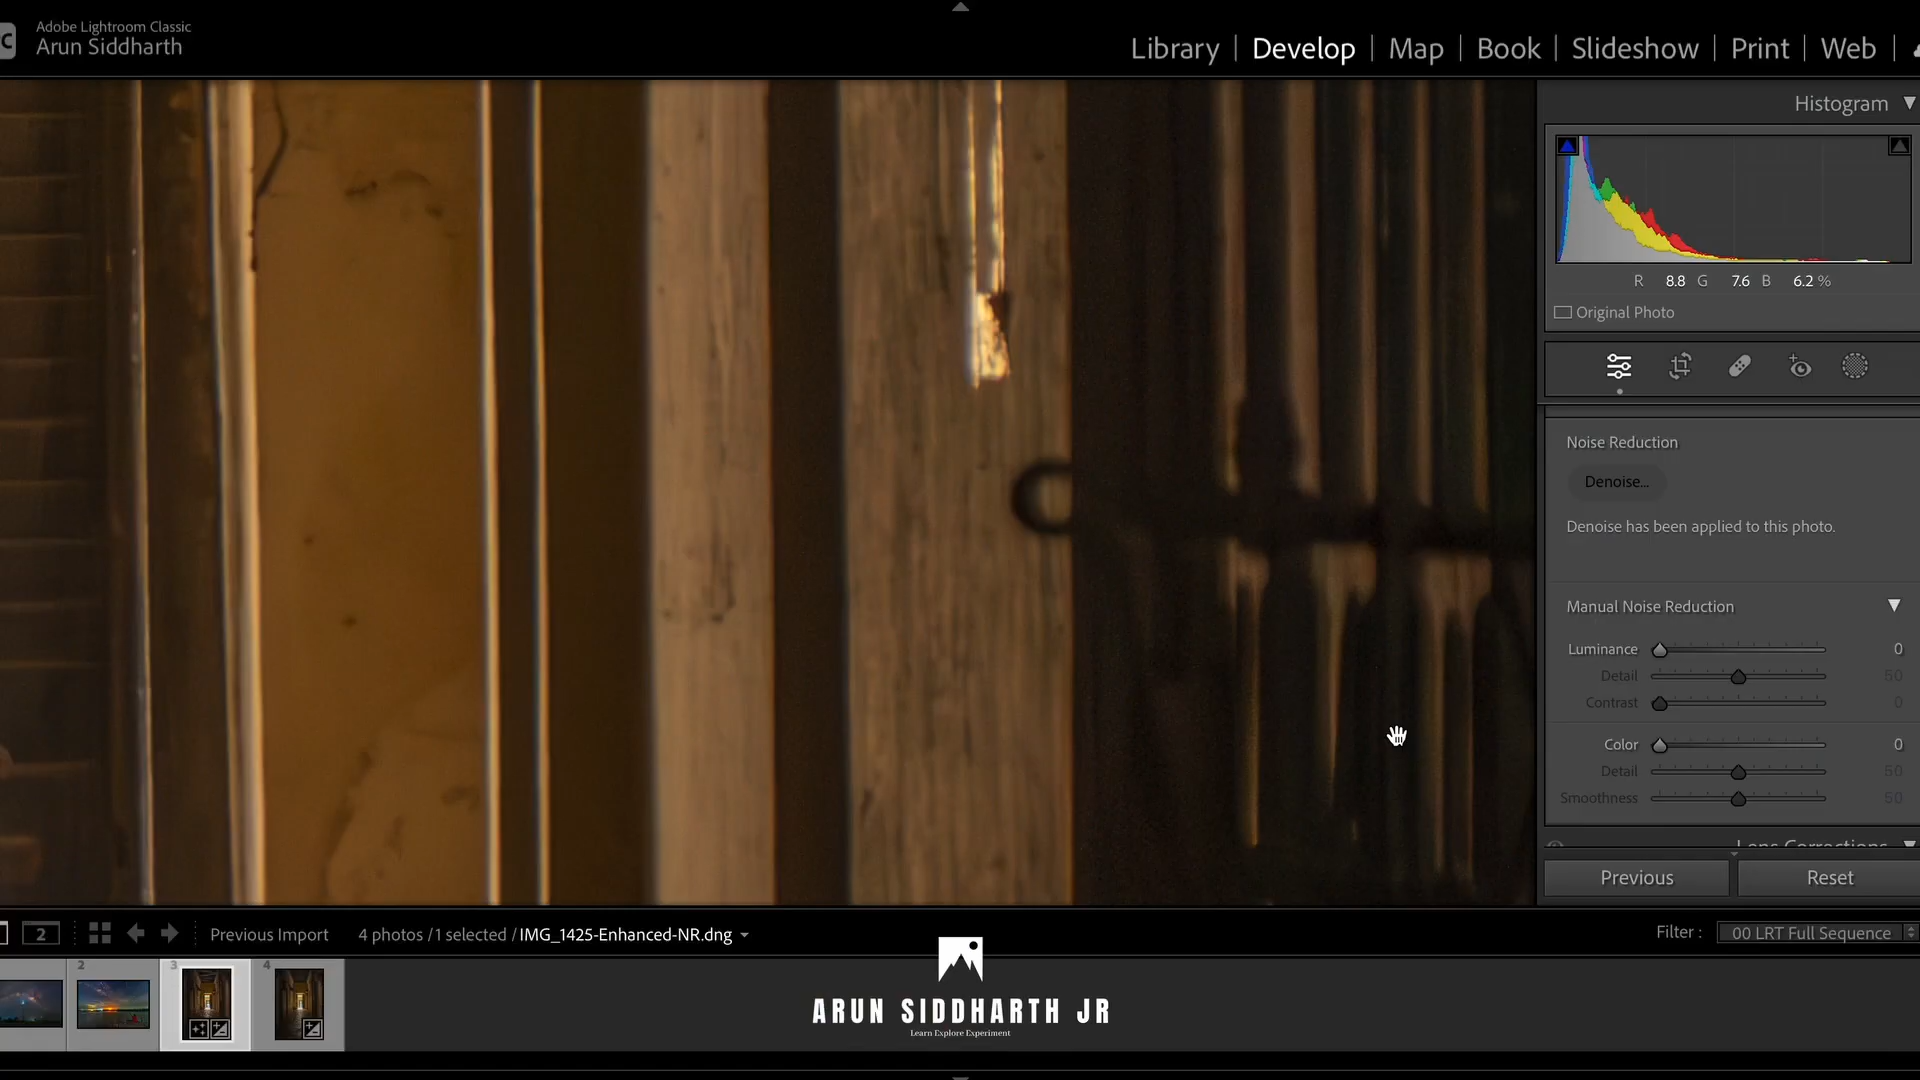 Adobe Lightroom Classic
Arun Siddharth
Library | Develop | Map | Book | Slideshow | Print | Web |
Histogram
R 8.8 G 7.6 B 6.2 %
Original Photo
Noise Reduction
Denoise...
Denoise has been applied to this photo.
Manual Noise Reduction
Luminance 0
Detail 50
Contrast 0
Color 0
Detail 50
Smoothness 50
Lens Corrections
Previous Reset
2 Previous Import 4 photos / 1 selected / IMG_1425-Enhanced-NR.dng Filter : 00 LRT Full Sequence
2 3 4
ARUN SIDDHARTH JR
Learn Explore Experiment